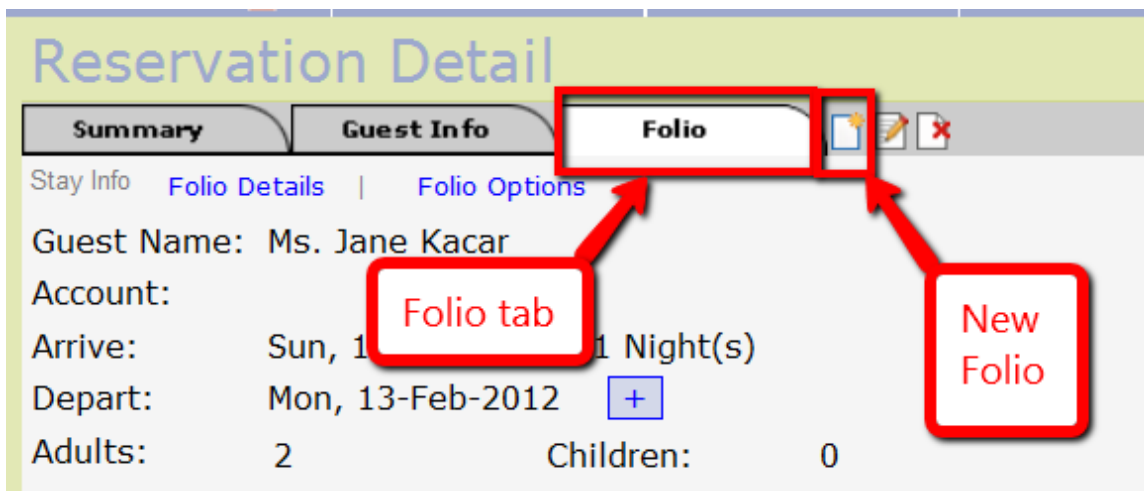 Reservation Detail
Summary Guest Info Folio
Stay Info Folio Details | Folio Options
Guest Name: Ms. Jane Kacar
Account:
Folio tab
Arrive: Sun, 1 1 Night(s)
New
Folio
Depart: Mon, 13-Feb-2012 +
Adults: 2 Children: 0